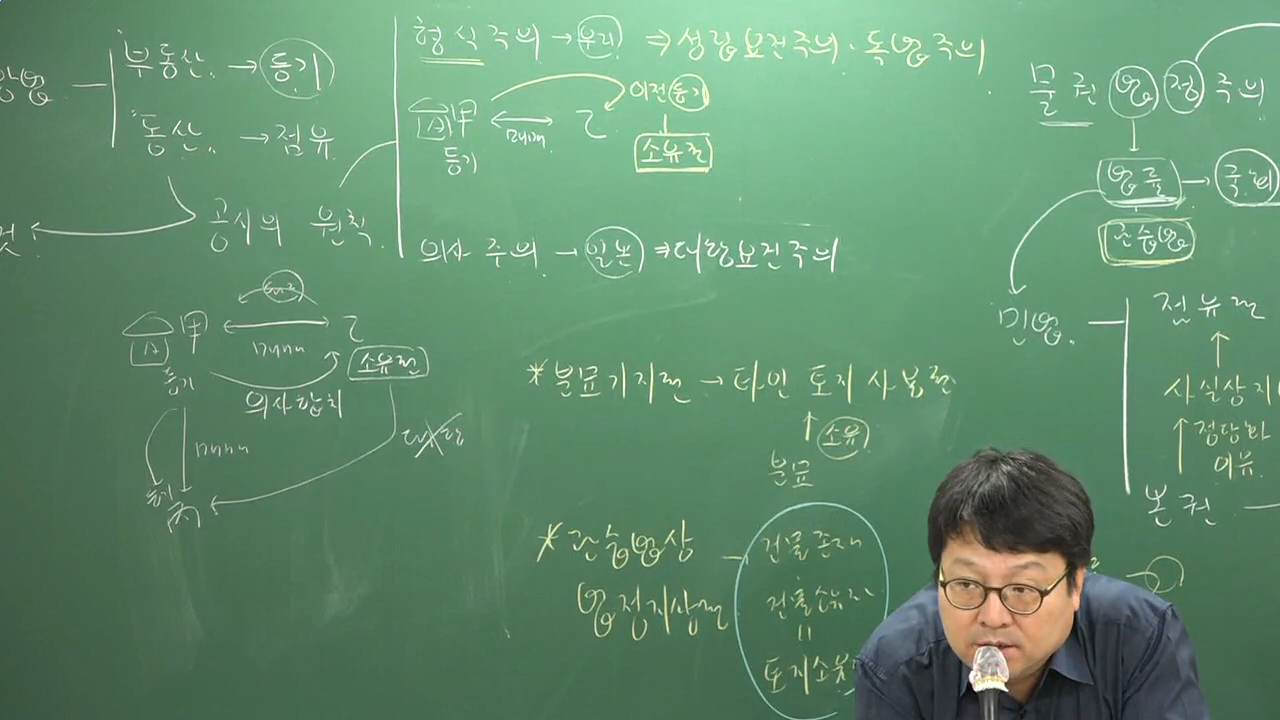 부동산. → 등기
동산. → 점유
공시의 원칙.
형식주의 → 우리 ⇒ 성립요건주의·독법주의
甲 매매 乙 이전등기
등기
소유권
의사주의 → 일본 ⇒ 대항요건주의
甲 매매 乙
소유권
등기
의사합치
매매
등기
丙
*분묘기지권 → 타인 토지 사용권
소유
분묘
*관습법상 건물존재
법정지상권 건물소유자
=
토지소유
물권법정주의
법률 → 국회
관습법
민법.
점유권
사실상 지
정당한
이유
본권